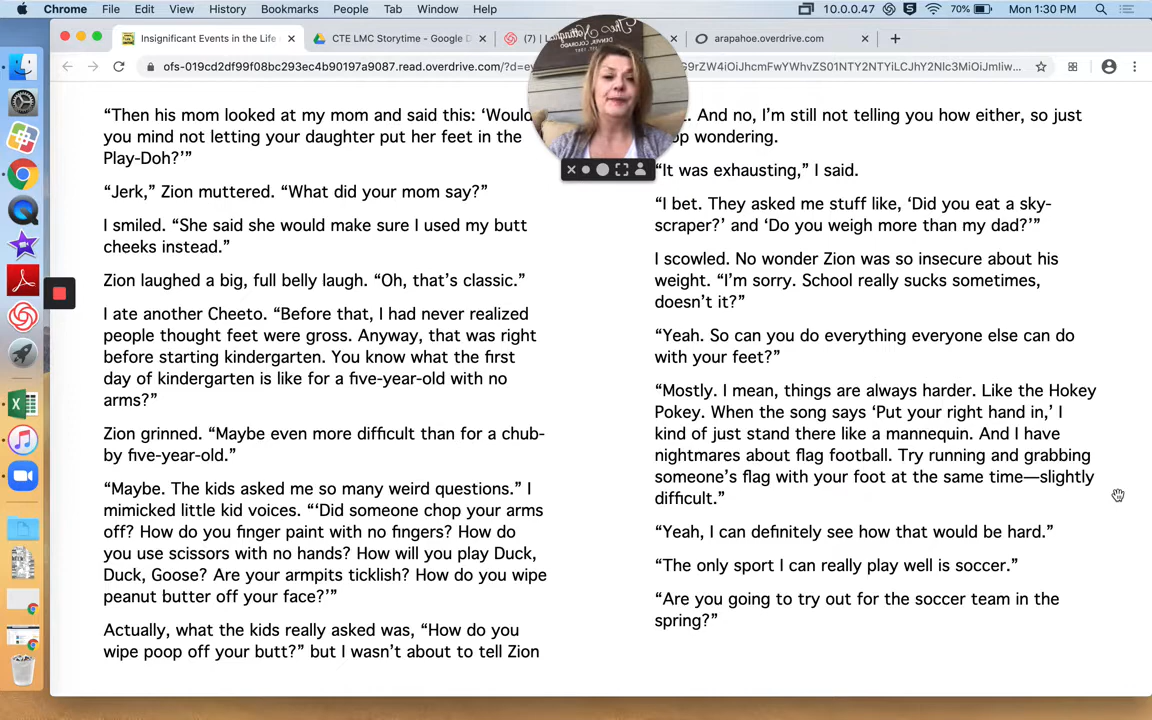 Chrome File Edit View History Bookmarks People Tab Window Help 10.0.0.47 70% Mon 1:30 PM
Insignificant Events in the Life CTE LMC Storytime - Google D (7) arapahoe.overdrive.com
ofs-019cd2df99f08bc293ec4b90197a9087.read.overdrive.com/?d=e
“Then his mom looked at my mom and said this: ‘Would
you mind not letting your daughter put her feet in the
Play-Doh?’”
“Jerk,” Zion muttered. “What did your mom say?”
I smiled. “She said she would make sure I used my butt
cheeks instead.”
Zion laughed a big, full belly laugh. “Oh, that’s classic.”
I ate another Cheeto. “Before that, I had never realized
people thought feet were gross. Anyway, that was right
before starting kindergarten. You know what the first
day of kindergarten is like for a five-year-old with no
arms?”
Zion grinned. “Maybe even more difficult than for a chub-
by five-year-old.”
“Maybe. The kids asked me so many weird questions.” I
mimicked little kid voices. “‘Did someone chop your arms
off? How do you finger paint with no fingers? How do
you use scissors with no hands? How will you play Duck,
Duck, Goose? Are your armpits ticklish? How do you wipe
peanut butter off your face?’”
Actually, what the kids really asked was, “How do you
wipe poop off your butt?” but I wasn’t about to tell Zion
And no, I’m still not telling you how either, so just
wondering.
“It was exhausting,” I said.
“I bet. They asked me stuff like, ‘Did you eat a sky-
scraper?’ and ‘Do you weigh more than my dad?’”
I scowled. No wonder Zion was so insecure about his
weight. “I’m sorry. School really sucks sometimes,
doesn’t it?”
“Yeah. So can you do everything everyone else can do
with your feet?”
“Mostly. I mean, things are always harder. Like the Hokey
Pokey. When the song says ‘Put your right hand in,’ I
kind of just stand there like a mannequin. And I have
nightmares about flag football. Try running and grabbing
someone’s flag with your foot at the same time—slightly
difficult.”
“Yeah, I can definitely see how that would be hard.”
“The only sport I can really play well is soccer.”
“Are you going to try out for the soccer team in the
spring?”